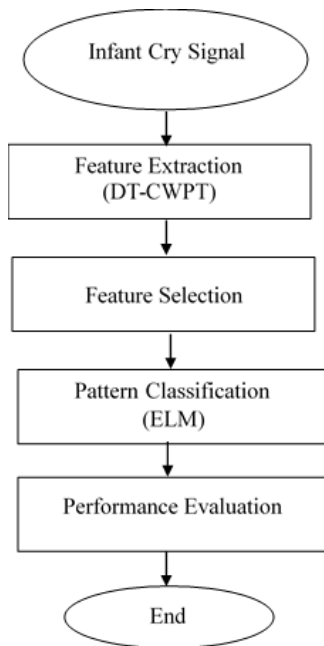 Infant Cry Signal
Feature Extraction
(DT-CWPT)
Feature Selection
Pattern Classification
(ELM)
Performance Evaluation
End